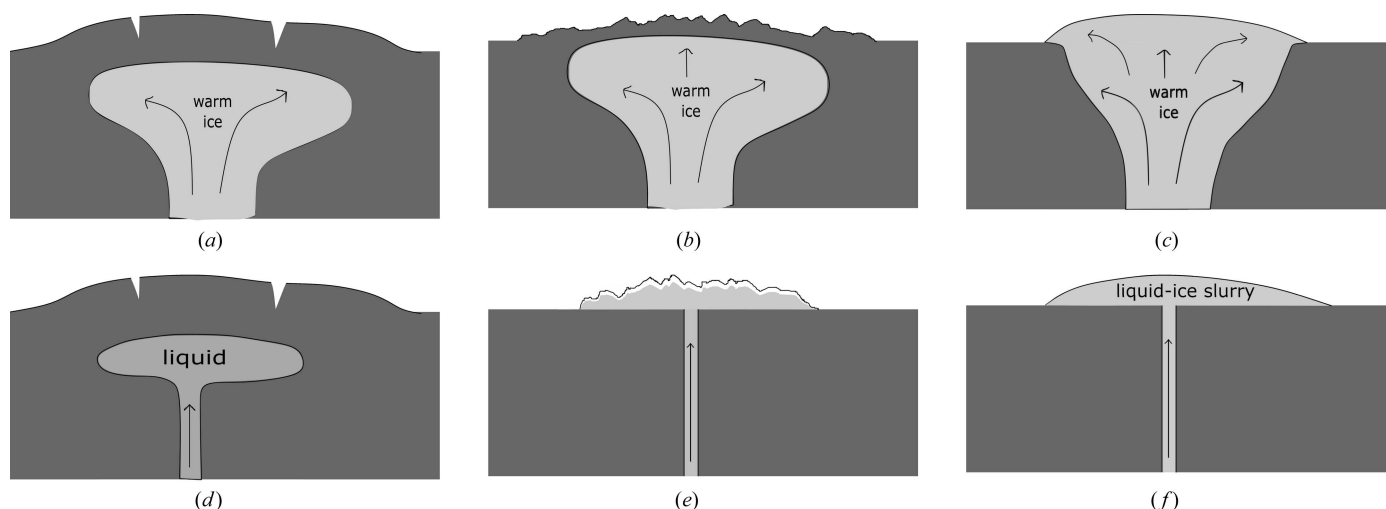 warm
ice
warm
ice
warm
ice
(a)
(b)
(c)
liquid
liquid-ice slurry
(d)
(e)
(f)